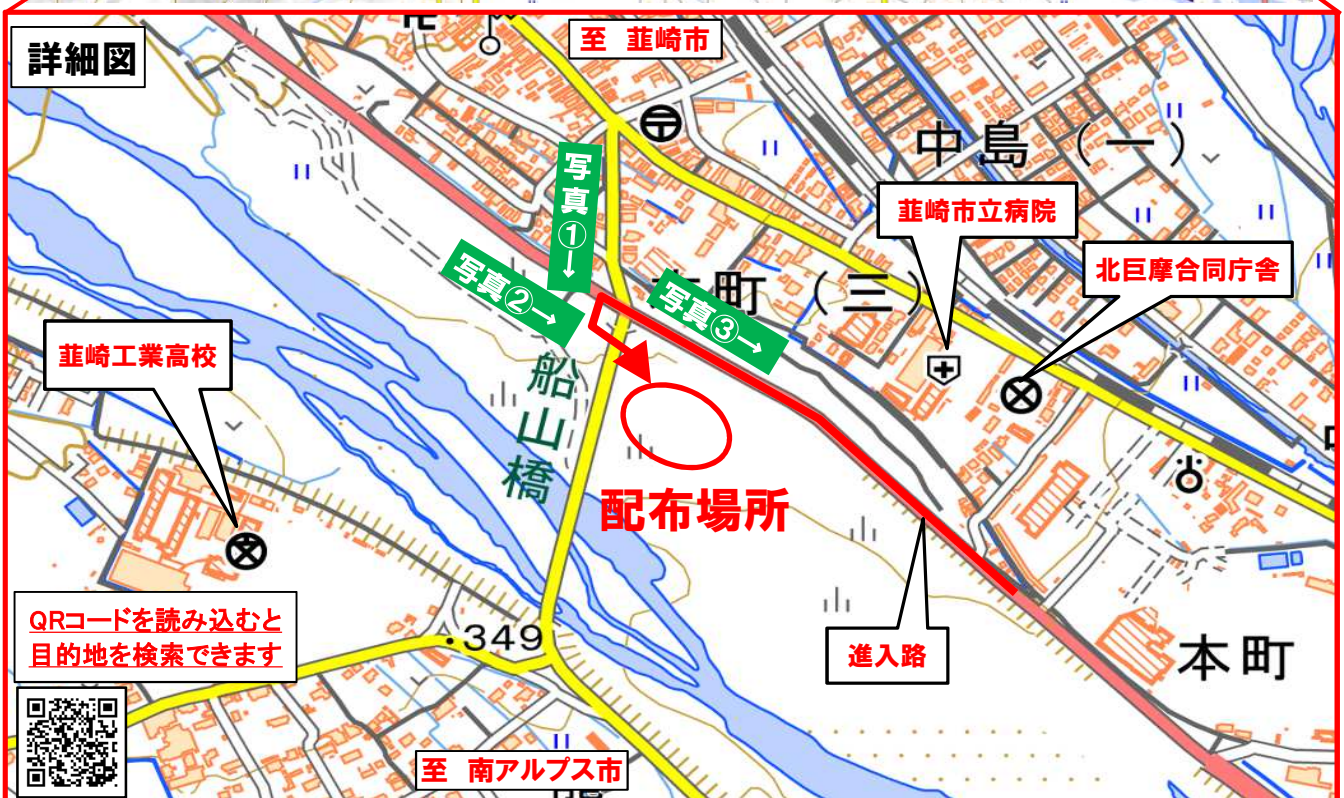 詳細図
至 韮崎市
中島(一)
写真①→
韮崎市立病院
北巨摩合同庁舎
写真②→
写真③→
本町(三)
韮崎工業高校
船山橋
配布場所
QRコードを読み込むと
目的地を検索できます
・349
進入路
本町
至 南アルプス市